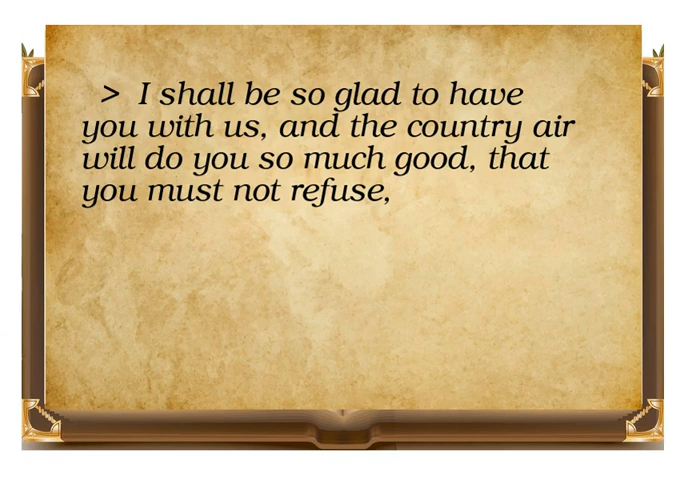 > I shall be so glad to have
you with us, and the country air
will do you so much good, that
you must not refuse,